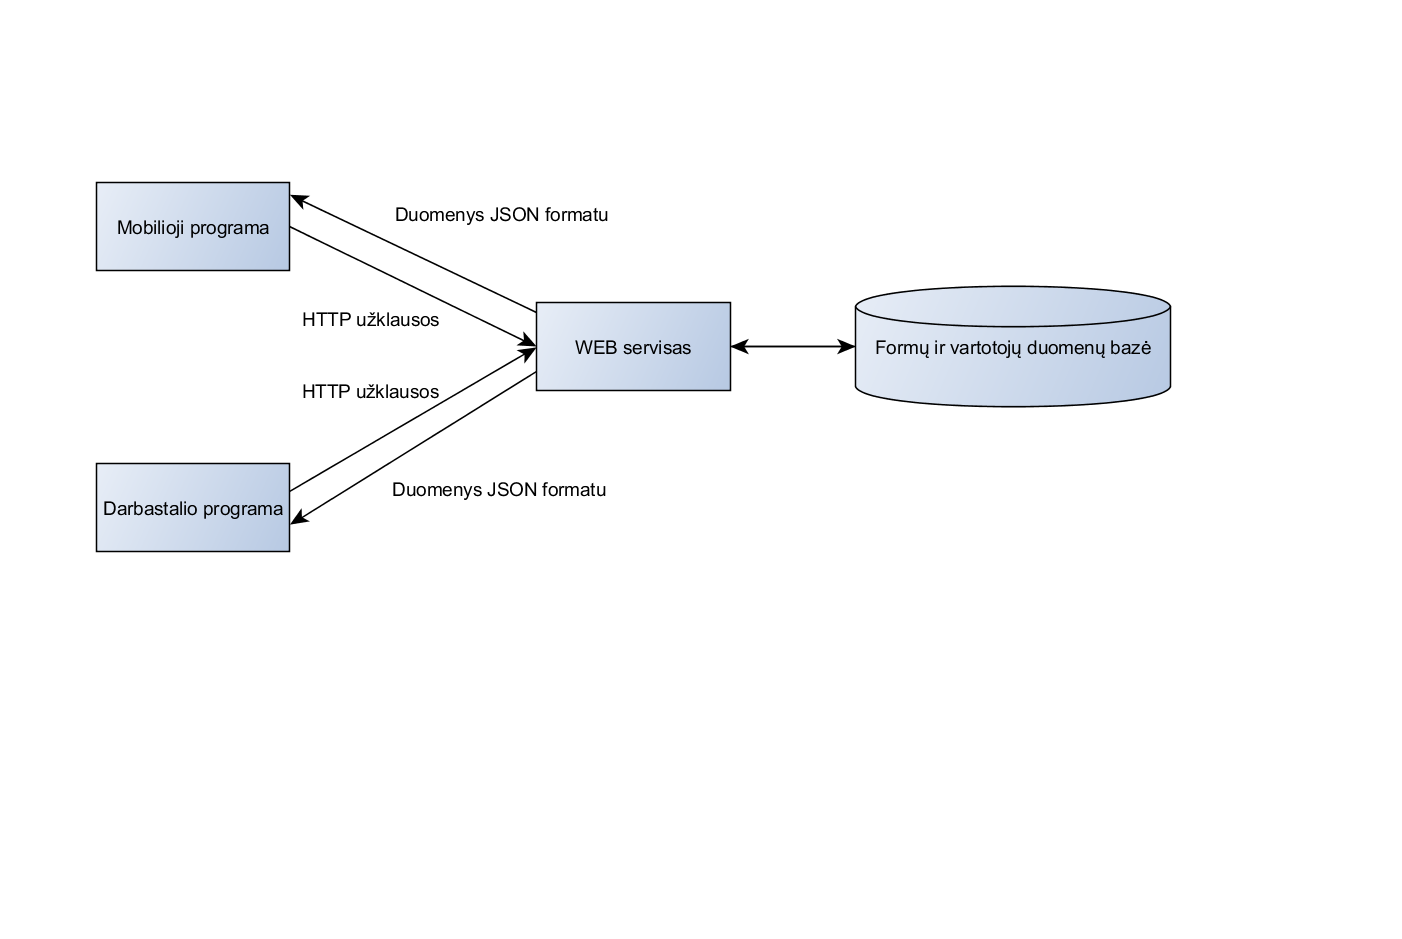 Mobilioji programa
Duomenys JSON formatu
HTTP užklausos
WEB servisas
Formų ir vartotojų duomenų bazė
HTTP užklausos
Duomenys JSON formatu
Darbastalio programa